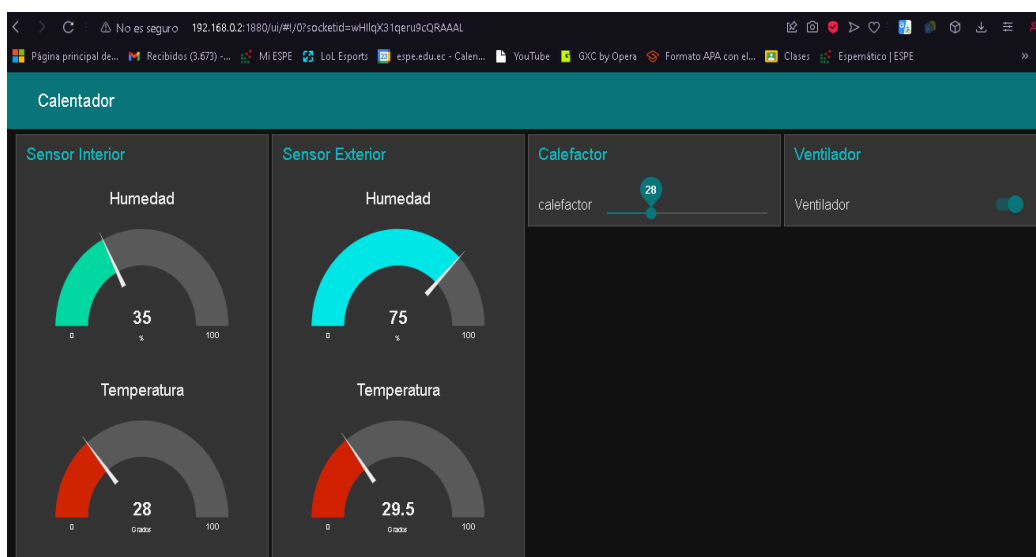 No es seguro 192.168.0.2:1880/ui/#!/0?socketid=wHIlqX31qeru9cQRAAAL
Página principal de... Recibidos (3.673) -... Mi ESPE LoL Esports espe.edu.ec - Calen... YouTube GXC by Opera Formato APA con el... Clases Espemático | ESPE »
Calentador
Sensor Interior
Humedad
35
%
0 100
Temperatura
28
Grados
0 100
Sensor Exterior
Humedad
75
%
0 100
Temperatura
29.5
Grados
0 100
Calefactor
28
calefactor
Ventilador
Ventilador